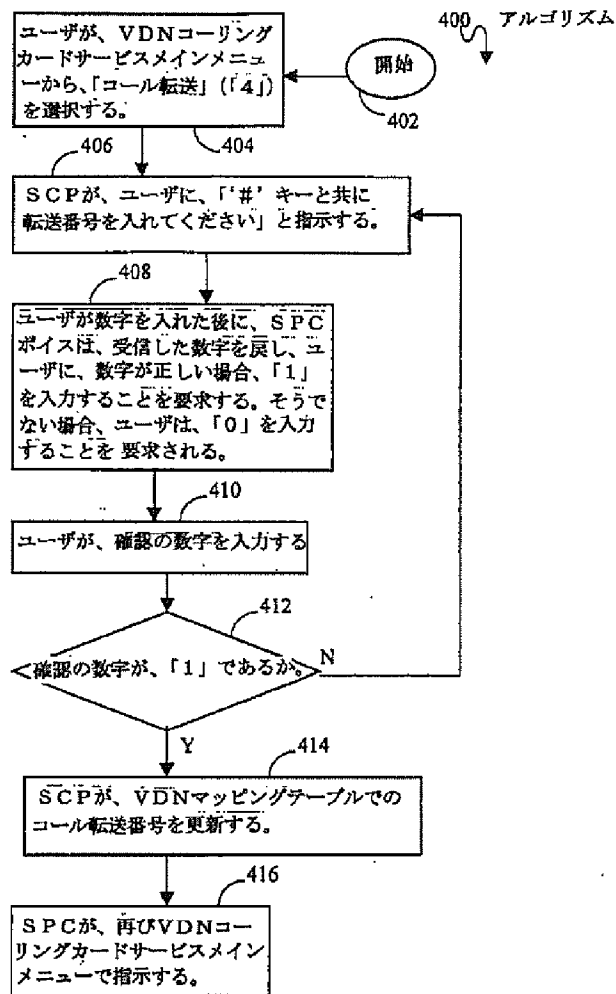 400 アルゴリズム
開始
402
ユーザが、VDNコーリング
カードサービスメインメニュ
ーから、「コール転送」(「4」)
を選択する。
404
406
SCPが、ユーザに、「‘#’キーと共に
転送番号を入れてください」と指示する。
408
ユーザが数字を入れた後に、SPC
ボイスは、受信した数字を戻し、ユ
ーザに、数字が正しい場合、「1」
を入力することを要求する。そうで
ない場合、ユーザは、「0」を入力
することを 要求される。
410
ユーザが、確認の数字を入力する
412
確認の数字が、「1」であるか。
N
Y
414
SCPが、VDNマッピングテーブルでの
コール転送番号を更新する。
416
SPCが、再びVDNコー
リングカードサービスメイン
メニューで指示する。